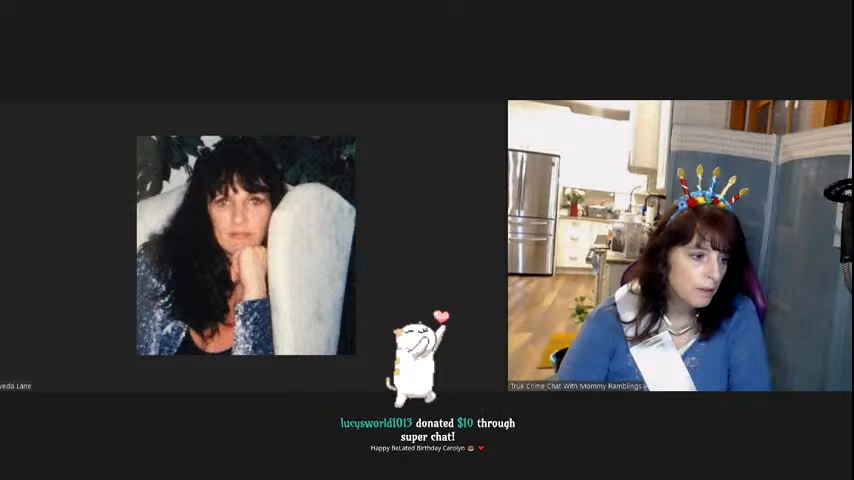 veda Lane
True Crime Chat With Mommy Ramblings
lucysworld1013 donated $10 through
super chat!
Happy BeLated Birthday Carolyn